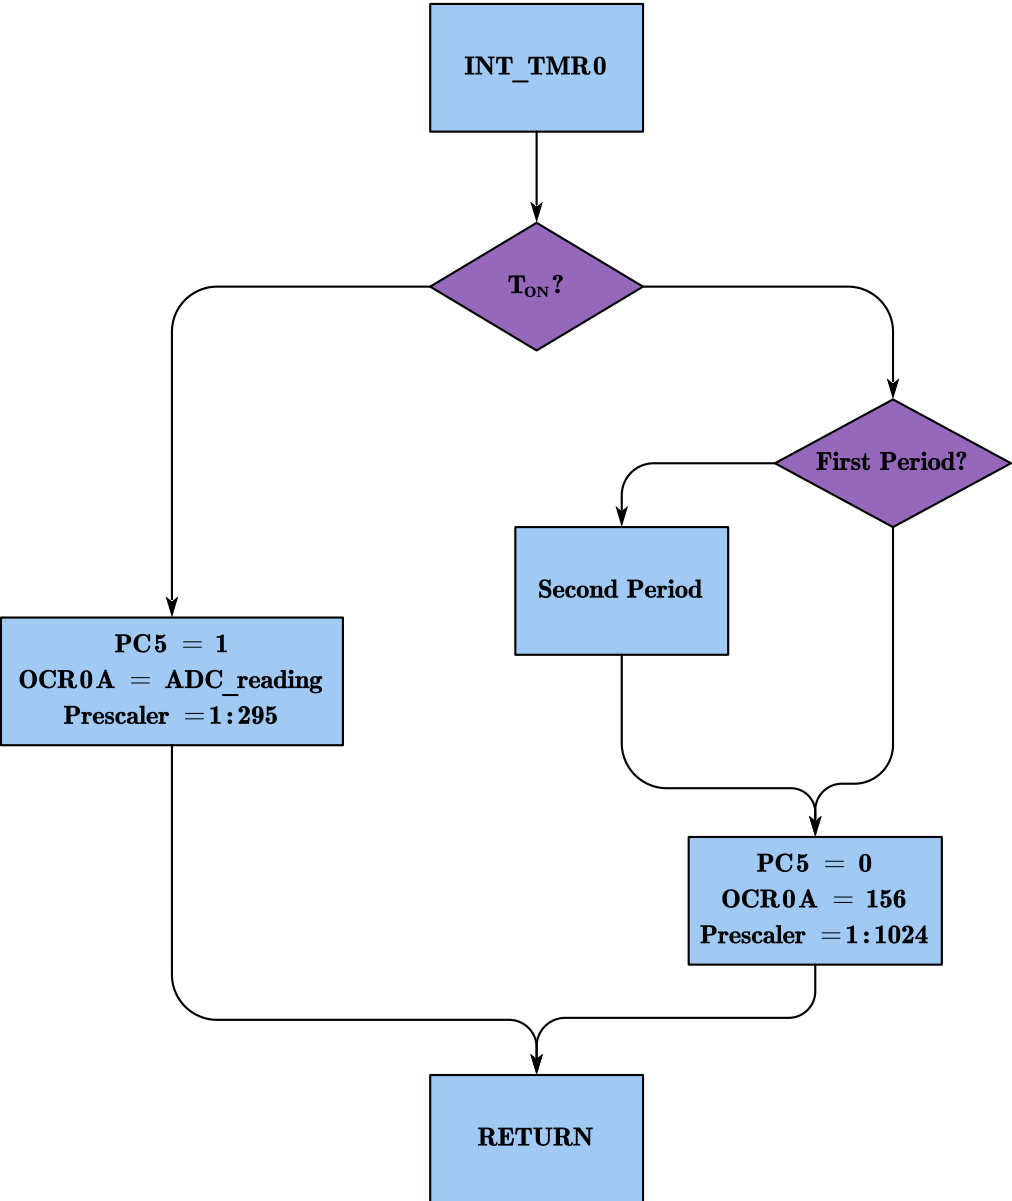 INT_TMR0
T_ON?
First Period?
Second Period
PC5 = 1
OCR0A = ADC_reading
Prescaler =1:295
PC5 = 0
OCR0A = 156
Prescaler =1:1024
RETURN